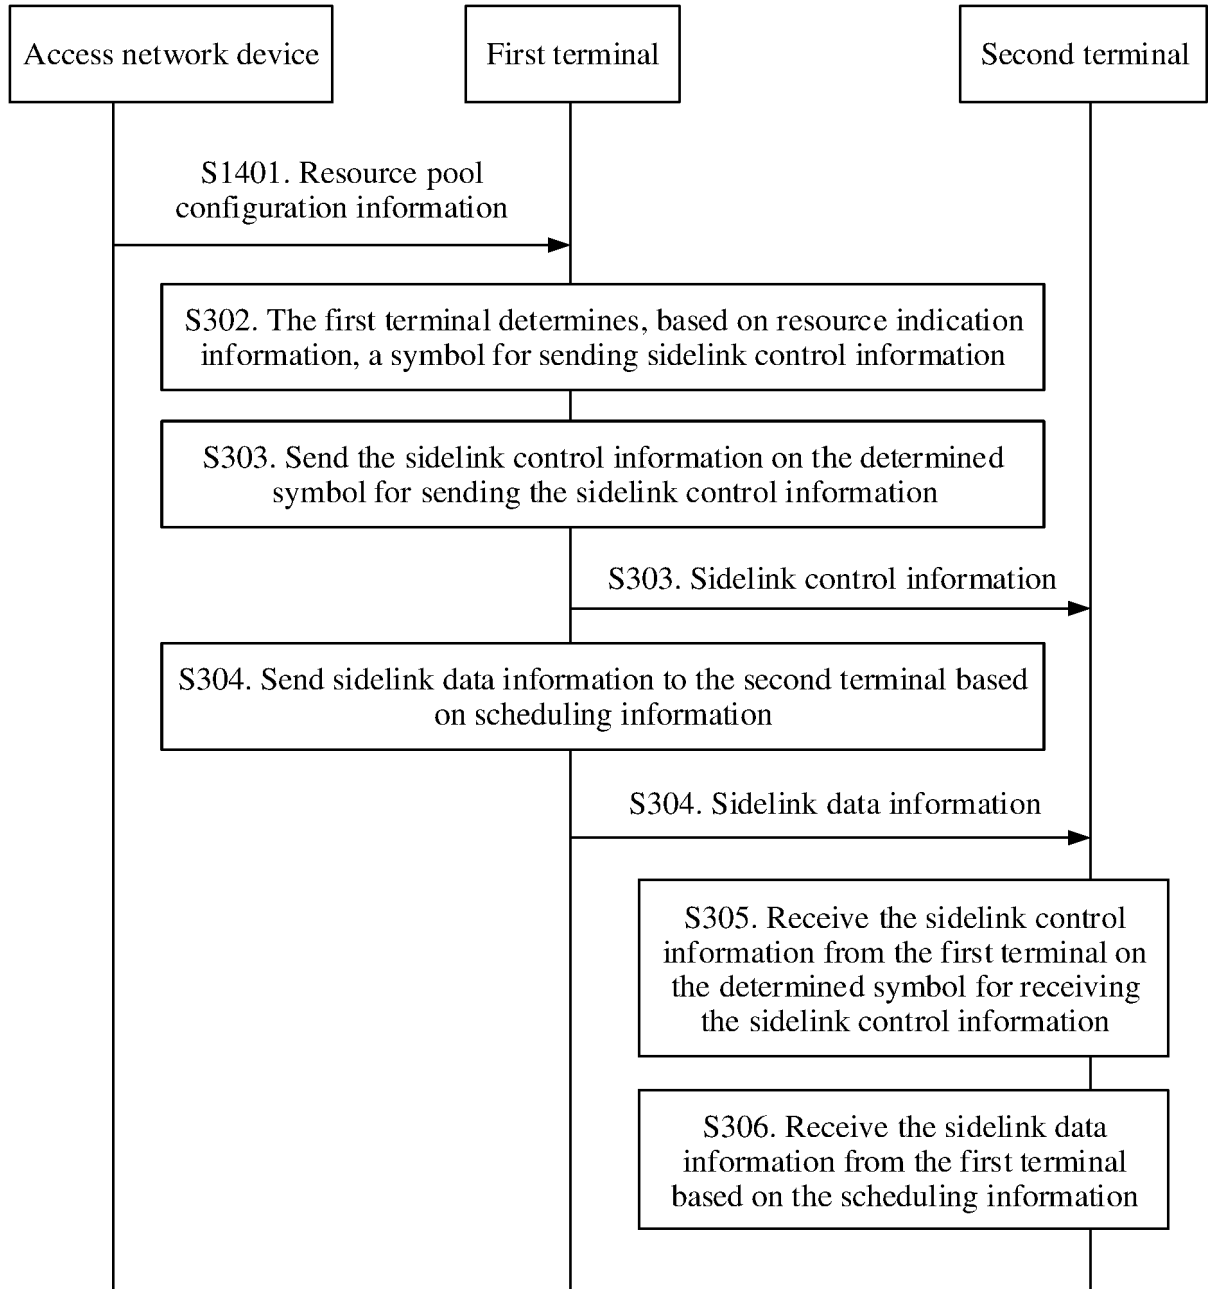 Access network device
First terminal
Second terminal
S1401. Resource pool
configuration information
S302. The first terminal determines, based on resource indication
information, a symbol for sending sidelink control information
S303. Send the sidelink control information on the determined
symbol for sending the sidelink control information
S303. Sidelink control information
S304. Send sidelink data information to the second terminal based
on scheduling information
S304. Sidelink data information
S305. Receive the sidelink control
information from the first terminal on
the determined symbol for receiving
the sidelink control information
S306. Receive the sidelink data
information from the first terminal
based on the scheduling information